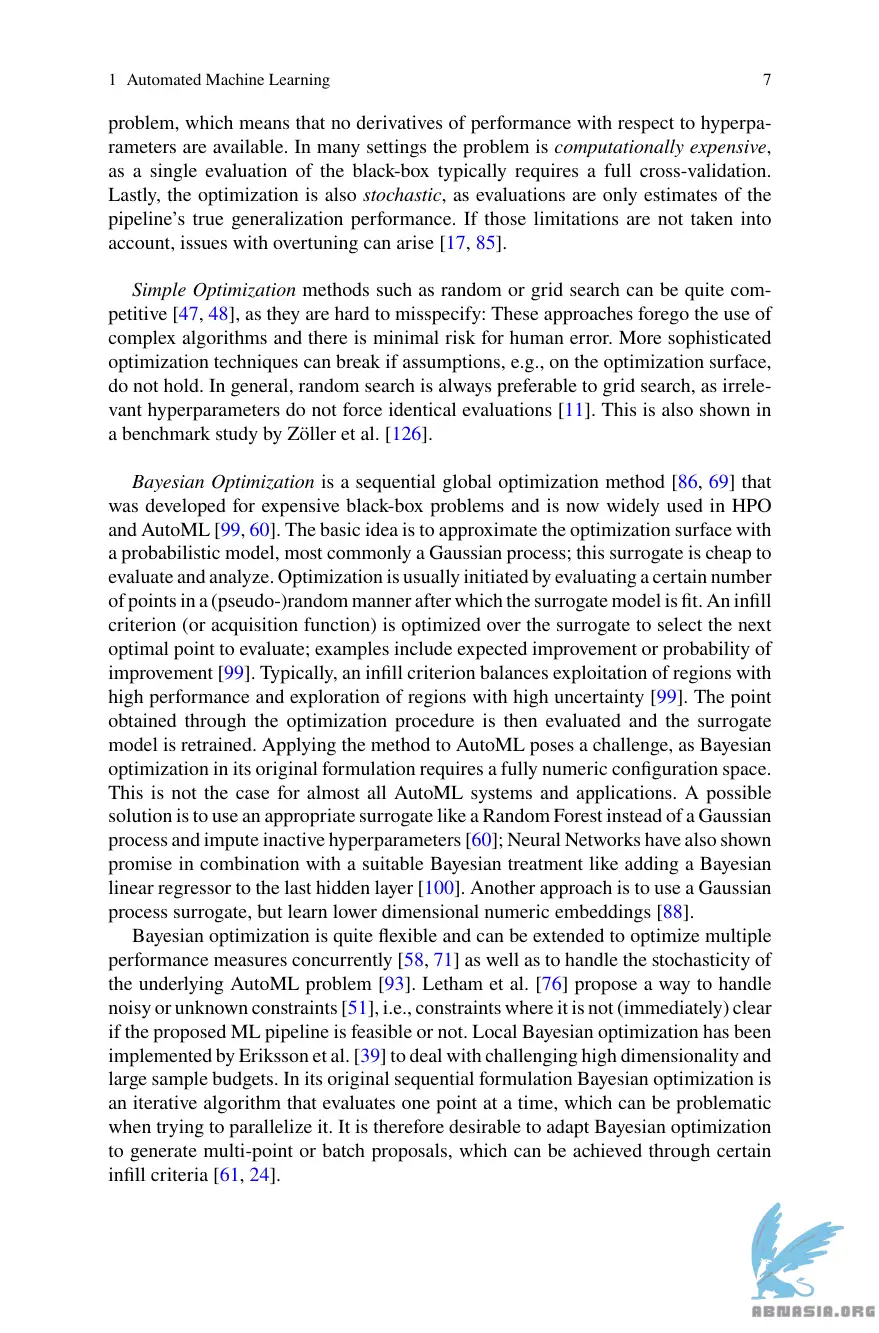 1 Automated Machine Learning 7
problem, which means that no derivatives of performance with respect to hyperpa-
rameters are available. In many settings the problem is computationally expensive,
as a single evaluation of the black-box typically requires a full cross-validation.
Lastly, the optimization is also stochastic, as evaluations are only estimates of the
pipeline's true generalization performance. If those limitations are not taken into
account, issues with overtuning can arise [17, 85].
Simple Optimization methods such as random or grid search can be quite com-
petitive [47, 48], as they are hard to misspecify: These approaches forego the use of
complex algorithms and there is minimal risk for human error. More sophisticated
optimization techniques can break if assumptions, e.g., on the optimization surface,
do not hold. In general, random search is always preferable to grid search, as irrele-
vant hyperparameters do not force identical evaluations [11]. This is also shown in
a benchmark study by Zöller et al. [126].
Bayesian Optimization is a sequential global optimization method [86, 69] that
was developed for expensive black-box problems and is now widely used in HPO
and AutoML [99, 60]. The basic idea is to approximate the optimization surface with
a probabilistic model, most commonly a Gaussian process; this surrogate is cheap to
evaluate and analyze. Optimization is usually initiated by evaluating a certain number
of points in a (pseudo-)random manner after which the surrogate model is fit. An infill
criterion (or acquisition function) is optimized over the surrogate to select the next
optimal point to evaluate; examples include expected improvement or probability of
improvement [99]. Typically, an infill criterion balances exploitation of regions with
high performance and exploration of regions with high uncertainty [99]. The point
obtained through the optimization procedure is then evaluated and the surrogate
model is retrained. Applying the method to AutoML poses a challenge, as Bayesian
optimization in its original formulation requires a fully numeric configuration space.
This is not the case for almost all AutoML systems and applications. A possible
solution is to use an appropriate surrogate like a Random Forest instead of a Gaussian
process and impute inactive hyperparameters [60]; Neural Networks have also shown
promise in combination with a suitable Bayesian treatment like adding a Bayesian
linear regressor to the last hidden layer [100]. Another approach is to use a Gaussian
process surrogate, but learn lower dimensional numeric embeddings [88].
Bayesian optimization is quite flexible and can be extended to optimize multiple
performance measures concurrently [58, 71] as well as to handle the stochasticity of
the underlying AutoML problem [93]. Letham et al. [76] propose a way to handle
noisy or unknown constraints [51], i.e., constraints where it is not (immediately) clear
if the proposed ML pipeline is feasible or not. Local Bayesian optimization has been
implemented by Eriksson et al. [39] to deal with challenging high dimensionality and
large sample budgets. In its original sequential formulation Bayesian optimization is
an iterative algorithm that evaluates one point at a time, which can be problematic
when trying to parallelize it. It is therefore desirable to adapt Bayesian optimization
to generate multi-point or batch proposals, which can be achieved through certain
infill criteria [61, 24].
ABNASIA.ORG